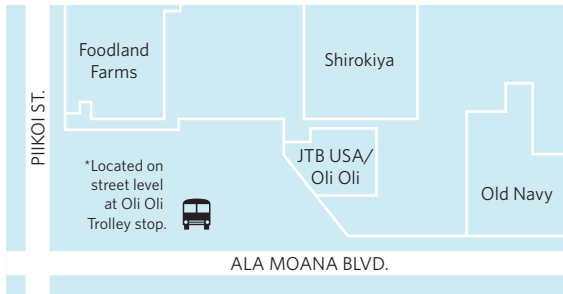 Foodland
Farms
Shirokiya
PIIKOI ST.
JTB USA/
Oli Oli
*Located on
street level
at Oli Oli
Trolley stop.
Old Navy
ALA MOANA BLVD.